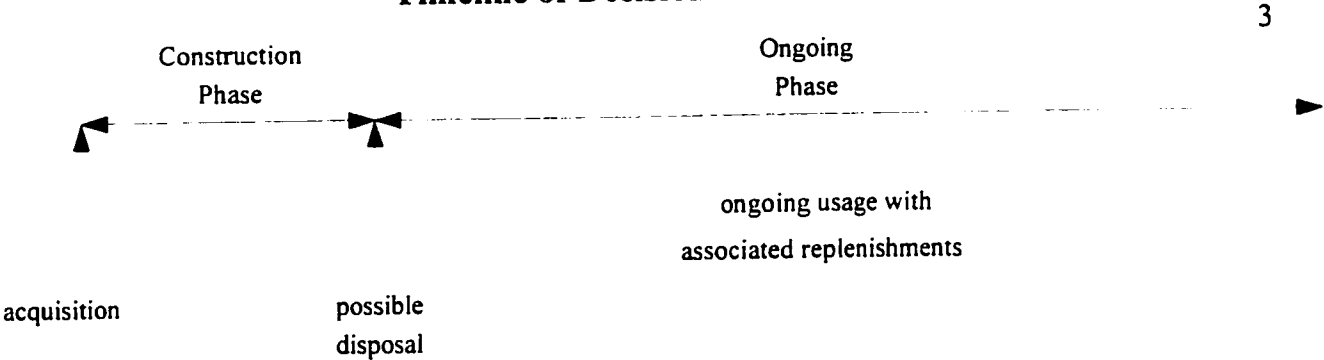 3
Construction
Phase
Ongoing
Phase
ongoing usage with
associated replenishments
acquisition
possible
disposal